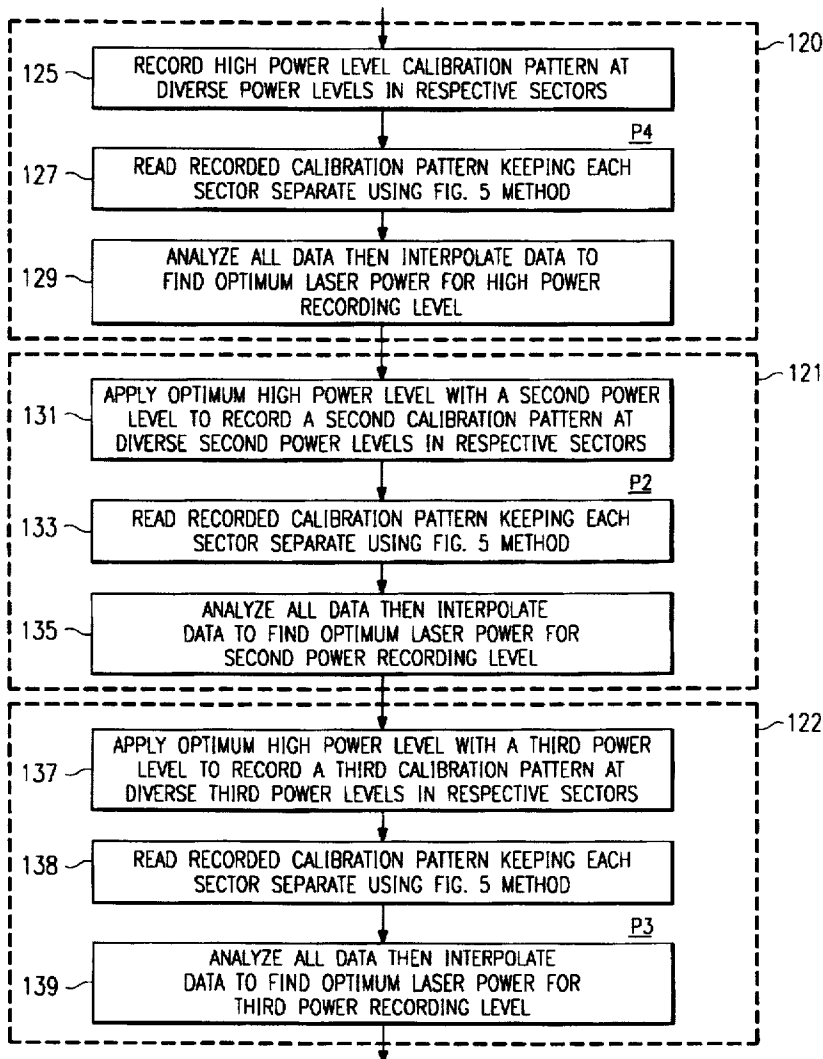 120
125
RECORD HIGH POWER LEVEL CALIBRATION PATTERN AT
DIVERSE POWER LEVELS IN RESPECTIVE SECTORS
P4
127
READ RECORDED CALIBRATION PATTERN KEEPING EACH
SECTOR SEPARATE USING FIG. 5 METHOD
129
ANALYZE ALL DATA THEN INTERPOLATE DATA TO
FIND OPTIMUM LASER POWER FOR HIGH POWER
RECORDING LEVEL
121
131
APPLY OPTIMUM HIGH POWER LEVEL WITH A SECOND POWER
LEVEL TO RECORD A SECOND CALIBRATION PATTERN AT
DIVERSE SECOND POWER LEVELS IN RESPECTIVE SECTORS
P2
133
READ RECORDED CALIBRATION PATTERN KEEPING EACH
SECTOR SEPARATE USING FIG. 5 METHOD
135
ANALYZE ALL DATA THEN INTERPOLATE
DATA TO FIND OPTIMUM LASER POWER FOR
SECOND POWER RECORDING LEVEL
122
137
APPLY OPTIMUM HIGH POWER LEVEL WITH A THIRD POWER
LEVEL TO RECORD A THIRD CALIBRATION PATTERN AT
DIVERSE THIRD POWER LEVELS IN RESPECTIVE SECTORS
138
READ RECORDED CALIBRATION PATTERN KEEPING EACH
SECTOR SEPARATE USING FIG. 5 METHOD
P3
139
ANALYZE ALL DATA THEN INTERPOLATE
DATA TO FIND OPTIMUM LASER POWER FOR
THIRD POWER RECORDING LEVEL